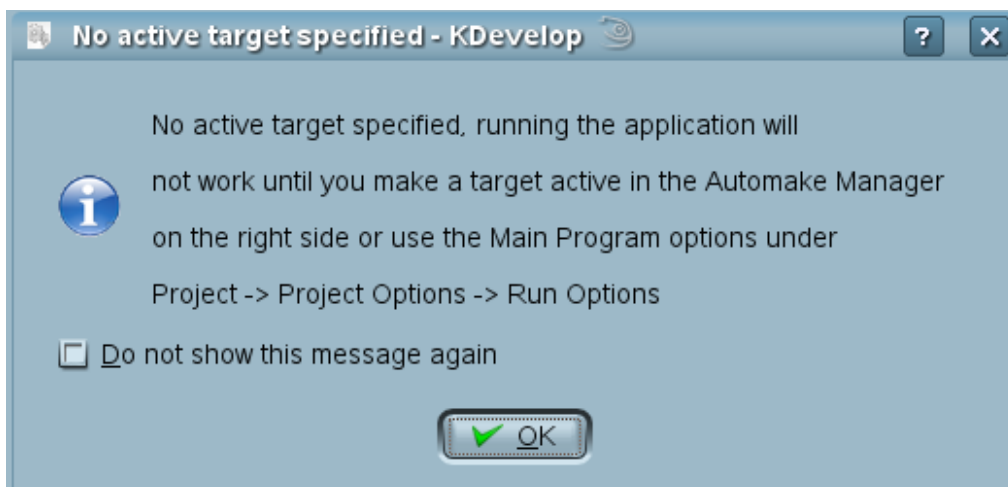 No active target specified - KDevelop
?
No active target specified, running the application will
not work until you make a target active in the Automake Manager
on the right side or use the Main Program options under
Project -> Project Options -> Run Options
Do not show this message again
OK